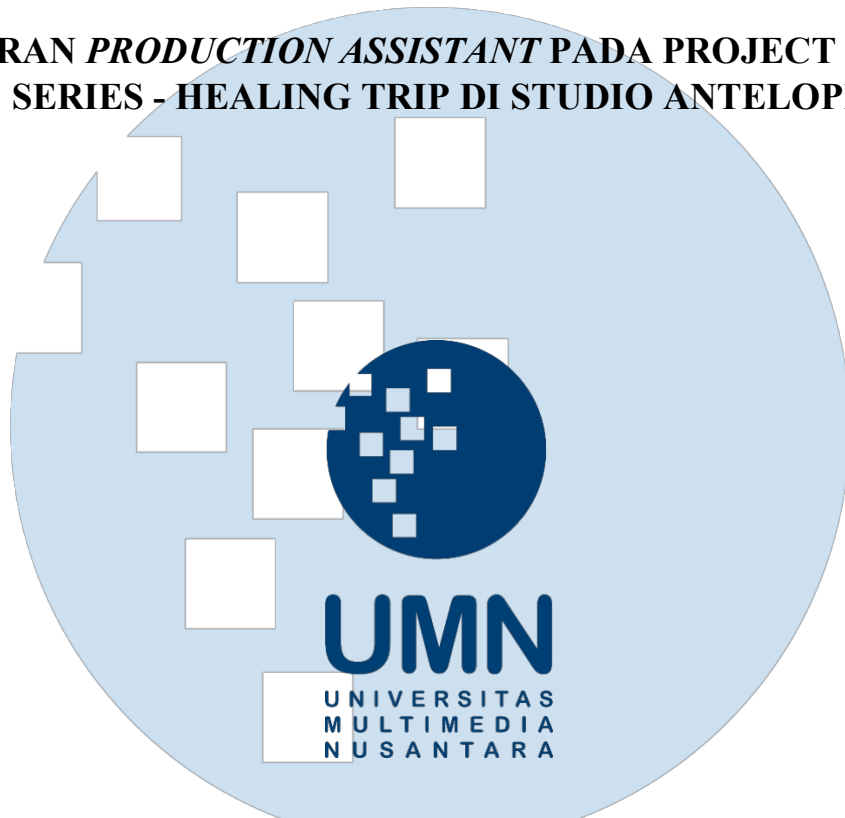 RAN PRODUCTION ASSISTANT PADA PROJECT
SERIES - HEALING TRIP DI STUDIO ANTELOP
UMN
UNIVERSITAS
MULTIMEDIA
NUSANTARA